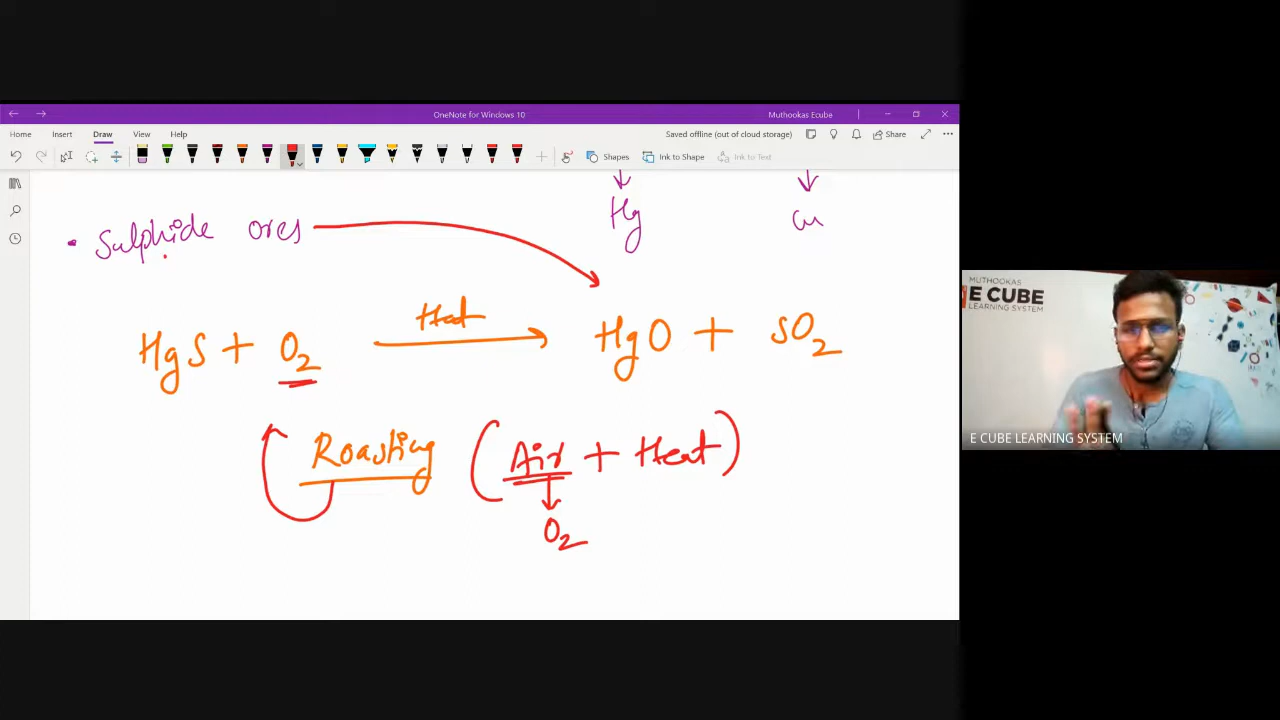 OneNote for Windows 10
Muthookas Ecube
Home Insert Draw View Help
Saved offline (out of cloud storage)
Share
Shapes
Ink to Shape
Ink to Text
Hg Cu
• Sulphide ores
Heat
HgS + O₂ → HgO + SO₂
Roasting (Air + Heat)
O₂
MUTHOOKAS
E CUBE
LEARNING SYSTEM
E CUBE LEARNING SYSTEM